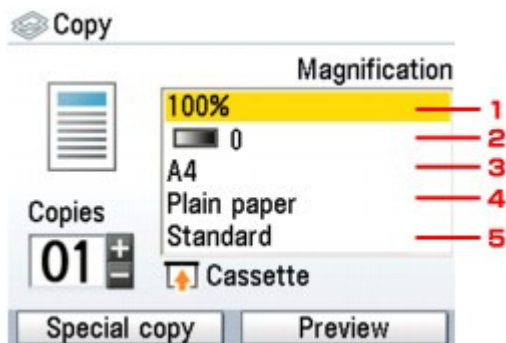 Copy
Magnification
100% 1
0 2
A4 3
Plain paper 4
Standard 5
Copies
01 + -
Cassette
Special copy Preview